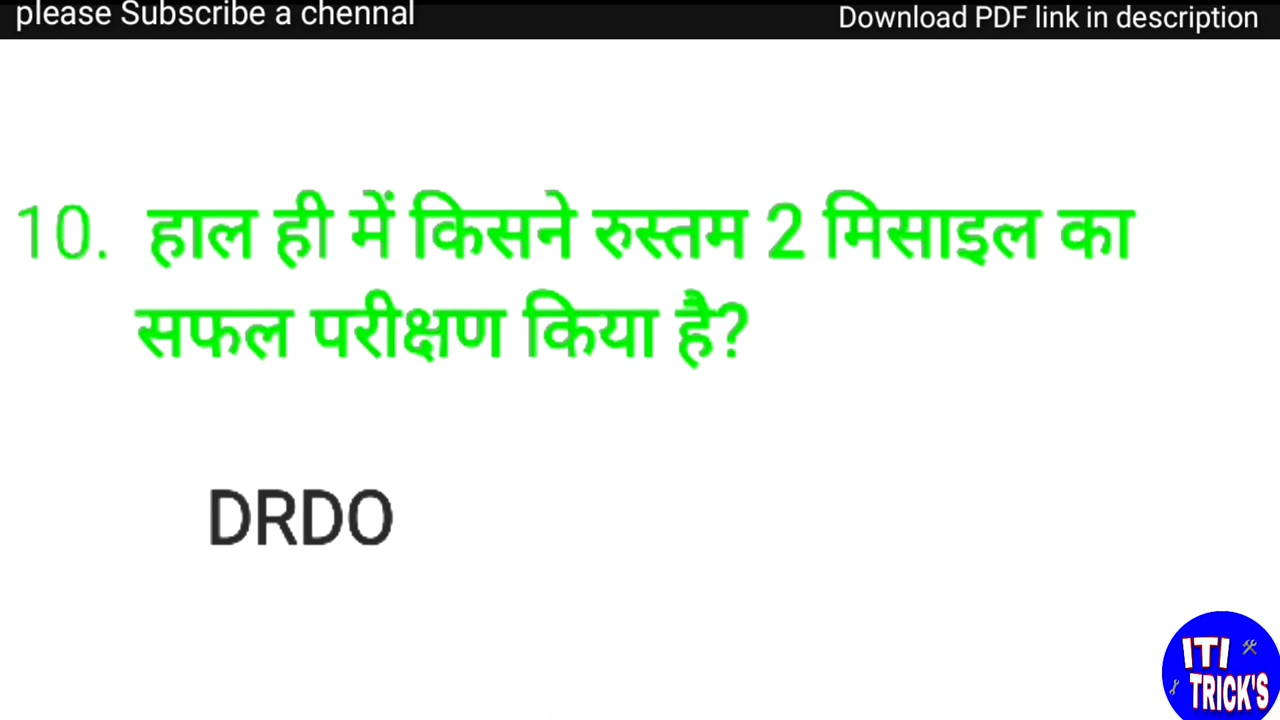 please Subscribe a chennal
Download PDF link in description
10. हाल ही में किसने रुस्तम 2 मिसाइल का
सफल परीक्षण किया है?
DRDO
ITI
TRICK'S